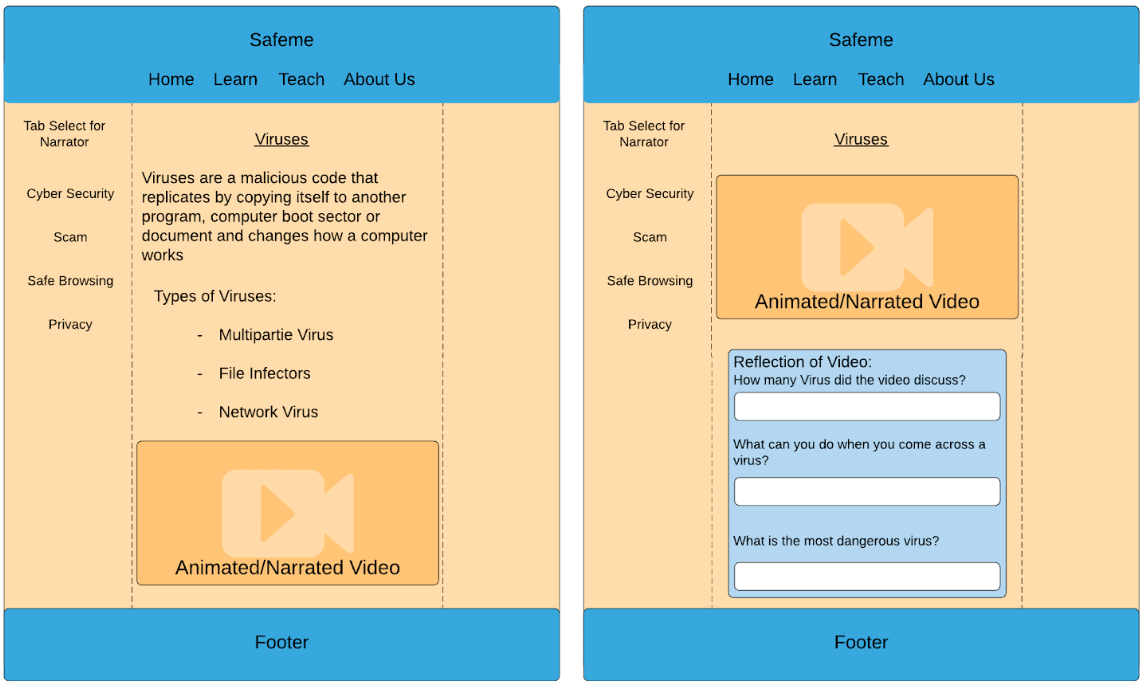 Safeme
Home Learn Teach About Us
Tab Select for
Narrator
Cyber Security
Scam
Safe Browsing
Privacy
Viruses
Viruses are a malicious code that
replicates by copying itself to another
program, computer boot sector or
document and changes how a computer
works
Types of Viruses:
- Multipartie Virus
- File Infectors
- Network Virus
Animated/Narrated Video
Footer
Safeme
Home Learn Teach About Us
Tab Select for
Narrator
Cyber Security
Scam
Safe Browsing
Privacy
Viruses
Animated/Narrated Video
Reflection of Video:
How many Virus did the video discuss?
What can you do when you come across a
virus?
What is the most dangerous virus?
Footer